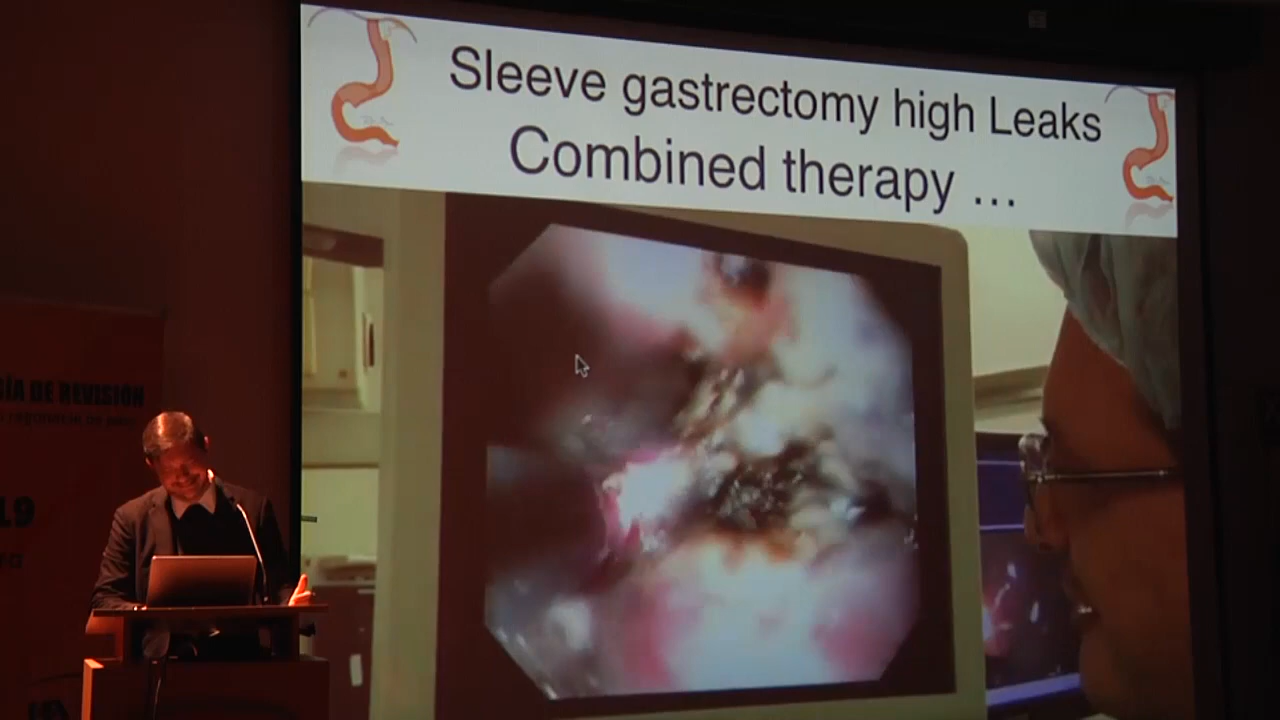 Sleeve gastrectomy high Leaks
Combined therapy ...
ÍA DE REVISIÓN
19